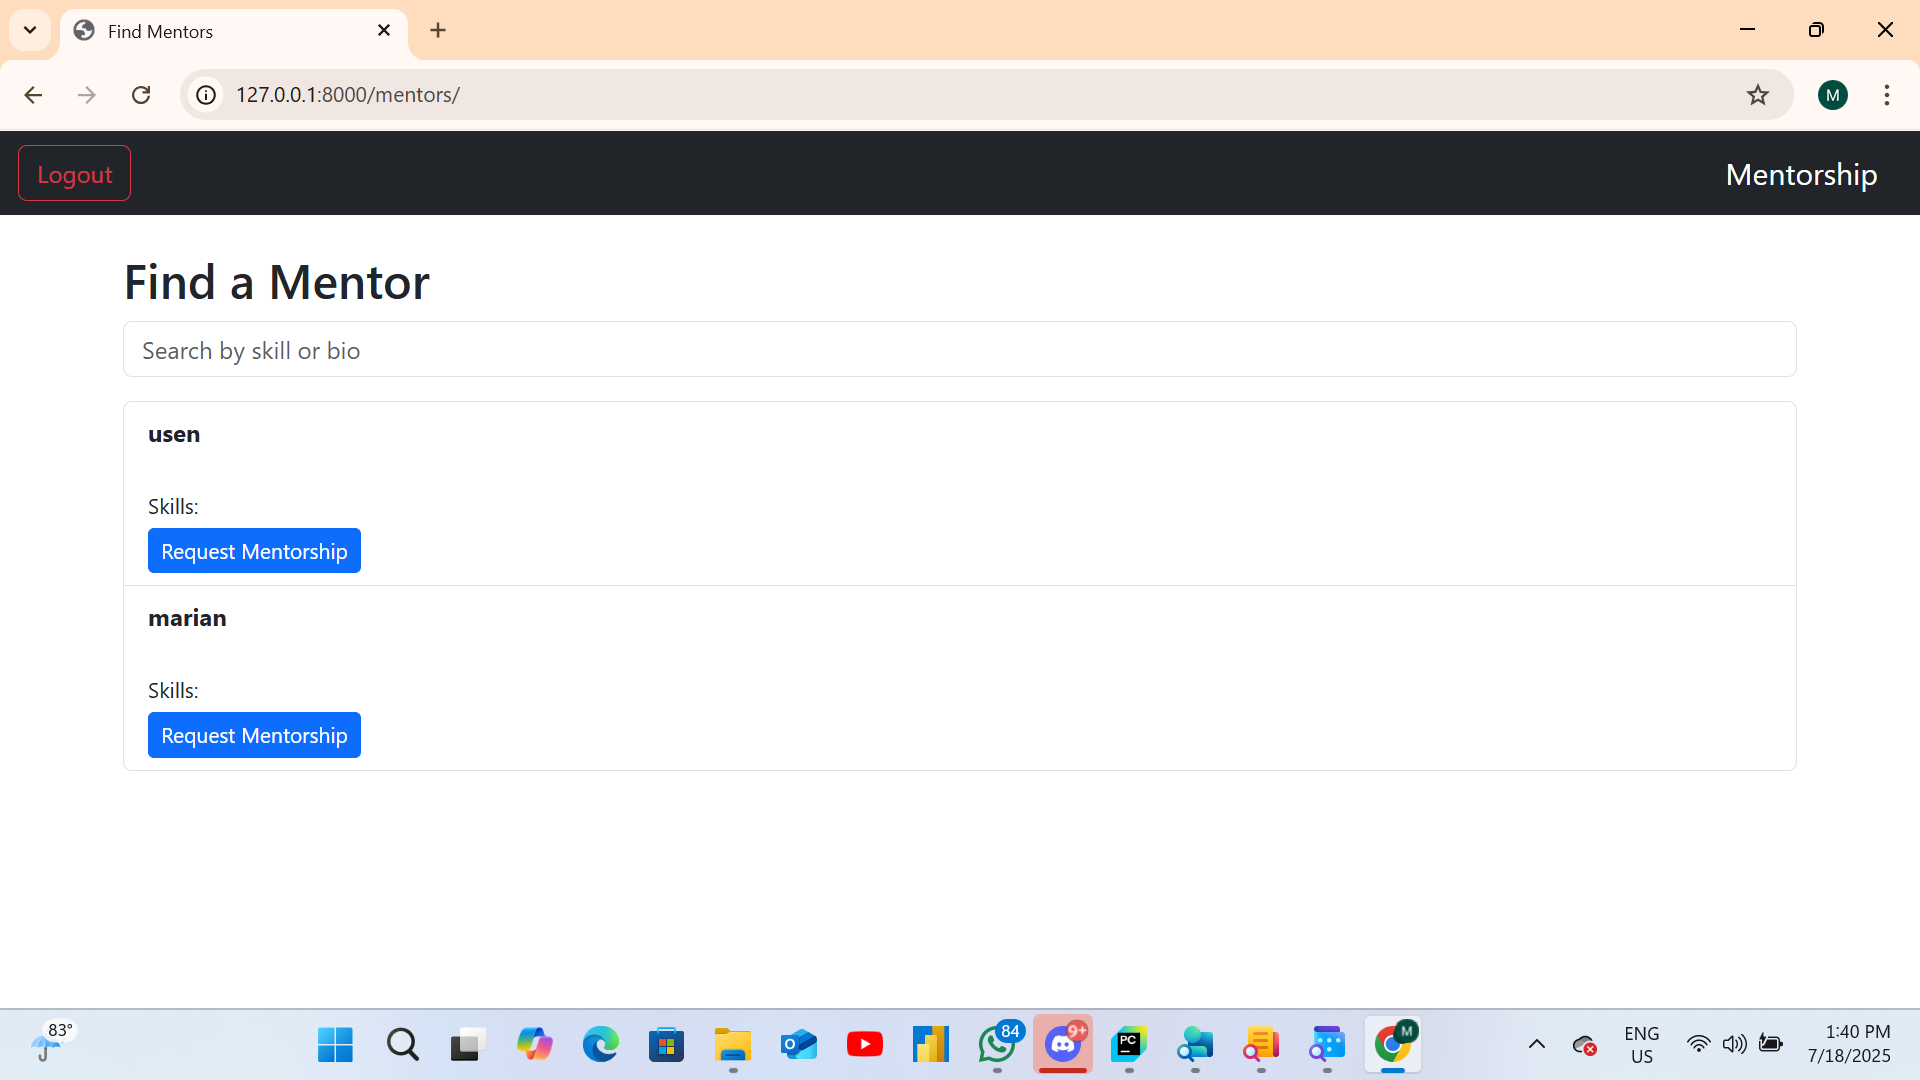 Find Mentors
127.0.0.1:8000/mentors/
M
Logout
Mentorship
Find a Mentor
Search by skill or bio
usen
Skills:
Request Mentorship
marian
Skills:
Request Mentorship
83°
O
84
9+
PC
M
ENG
US
1:40 PM
7/18/2025